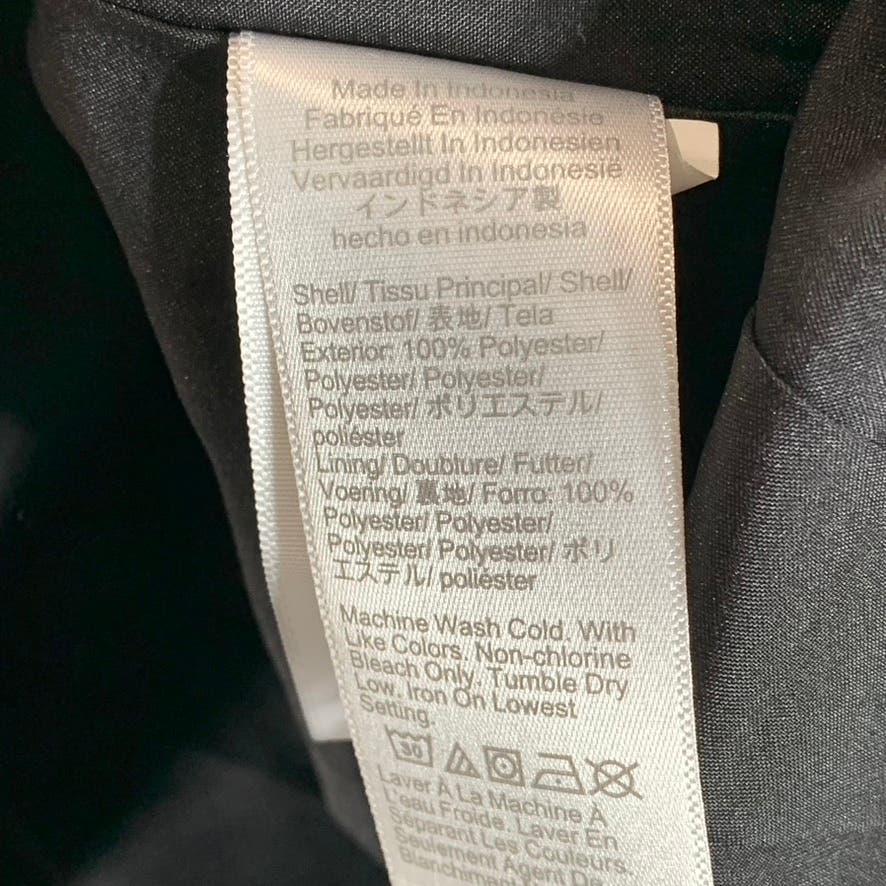 Made In Indonesia
Fabriqué En Indonésie
Hergestellt In Indonesien
Vervaardigd In Indonesië
インドネシア製
hecho en indonesia
Shell/ Tissu Principal/ Shell/
Bovenstof/ 表地/ Tela
Exterior: 100% Polyester/
Polyester/ Polyester/
Polyester/ ポリエステル/
poliéster
Lining/ Doublure/ Futter/
Voering/ 裏地/ Forro: 100%
Polyester/ Polyester/
Polyester/ Polyester/ ポリ
エステル/ poliéster
Machine Wash Cold. With
Like Colors. Non-chlorine
Bleach Only. Tumble Dry
Low. Iron On Lowest
Setting.
30
Laver À La Machine À
L'eau Froide. Laver En
Séparant Les Couleurs.
Seulement Agent De